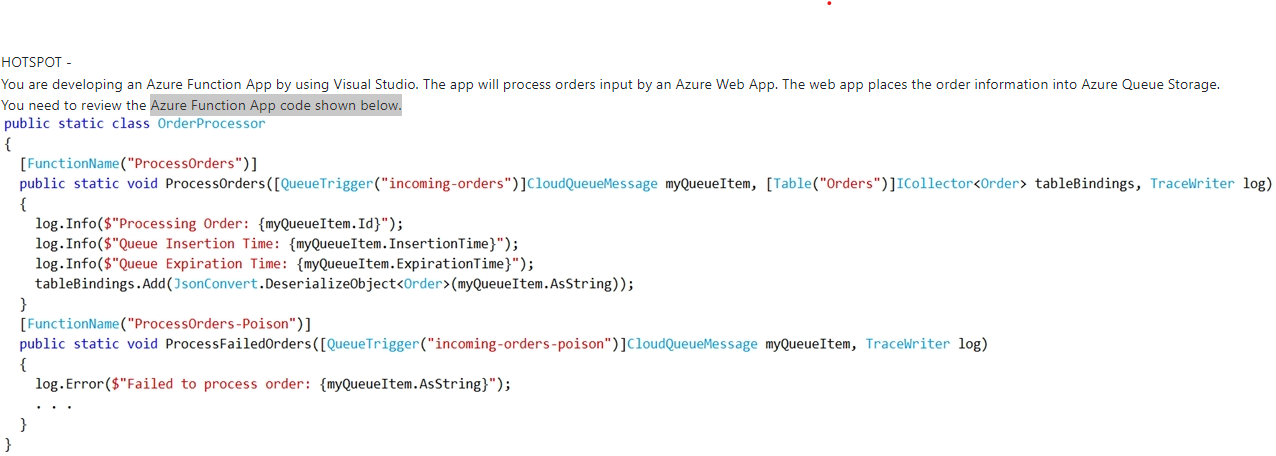 HOTSPOT -
You are developing an Azure Function App by using Visual Studio. The app will process orders input by an Azure Web App. The web app places the order information into Azure Queue Storage.
You need to review the Azure Function App code shown below.
public static class OrderProcessor
{
[FunctionName("ProcessOrders")]
public static void ProcessOrders([QueueTrigger("incoming-orders")]CloudQueueMessage myQueueItem, [Table("Orders")]ICollector<Order> tableBindings, TraceWriter log)
{
log.Info($"Processing Order: {myQueueItem.Id}");
log.Info($"Queue Insertion Time: {myQueueItem.InsertionTime}");
log.Info($"Queue Expiration Time: {myQueueItem.ExpirationTime}");
tableBindings.Add(JsonConvert.DeserializeObject<Order>(myQueueItem.AsString));
}
[FunctionName("ProcessOrders-Poison")]
public static void ProcessFailedOrders([QueueTrigger("incoming-orders-poison")]CloudQueueMessage myQueueItem, TraceWriter log)
{
log.Error($"Failed to process order: {myQueueItem.AsString}");
. . .
}
}